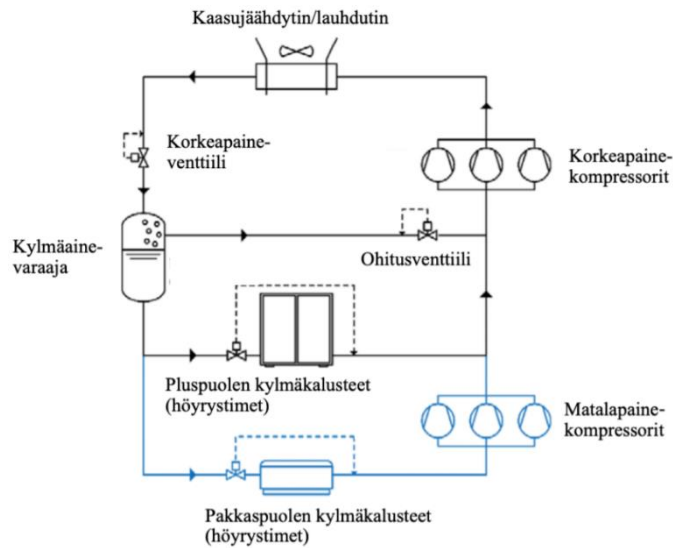 Kaasujäähdytin/lauhdutin
Korkeapaine-
venttiili
Korkeapaine-
kompressorit
Kylmäaine-
varaaja
Ohitusventtiili
Pluspuolen kylmäkalusteet
(höyrystimet)
Matalapaine-
kompressorit
Pakkaspuolen kylmäkalusteet
(höyrystimet)